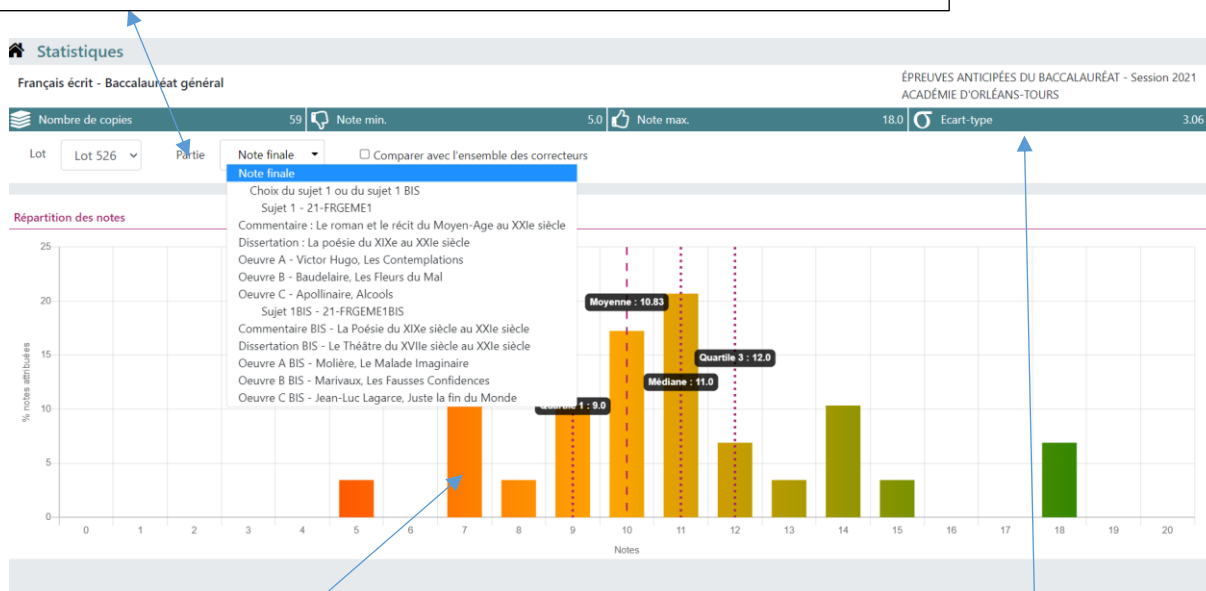 Statistiques
Français écrit - Baccalauréat général
ÉPREUVES ANTICIPÉES DU BACCALAURÉAT - Session 2021
ACADÉMIE D'ORLÉANS-TOURS
Nombre de copies 59 Note min. 5.0 Note max. 18.0 Ecart-type 3.06
Lot Lot 526 Partie Note finale Comparer avec l'ensemble des correcteurs
Note finale
Choix du sujet 1 ou du sujet 1 BIS
Sujet 1 - 21-FRGEME1
Commentaire : Le roman et le récit du Moyen-Age au XXIe siècle
Dissertation : La poésie du XIXe au XXIe siècle
Oeuvre A - Victor Hugo, Les Contemplations
Oeuvre B - Baudelaire, Les Fleurs du Mal
Oeuvre C - Apollinaire, Alcools
Sujet 1BIS - 21-FRGEME1BIS
Commentaire BIS - La Poésie du XIXe siècle au XXIe siècle
Dissertation BIS - Le Théâtre du XVIIe siècle au XXIe siècle
Oeuvre A BIS - Molière, Le Malade Imaginaire
Oeuvre B BIS - Marivaux, Les Fausses Confidences
Oeuvre C BIS - Jean-Luc Lagarce, Juste la fin du Monde
Répartition des notes
% notes attribuées
25
20
15
10
5
0
Moyenne : 10.83
Quartile 3 : 12.0
Médiane : 11.0
1 : 9.0
0 1 2 3 4 5 6 7 8 9 10 11 12 13 14 15 16 17 18 19 20
Notes